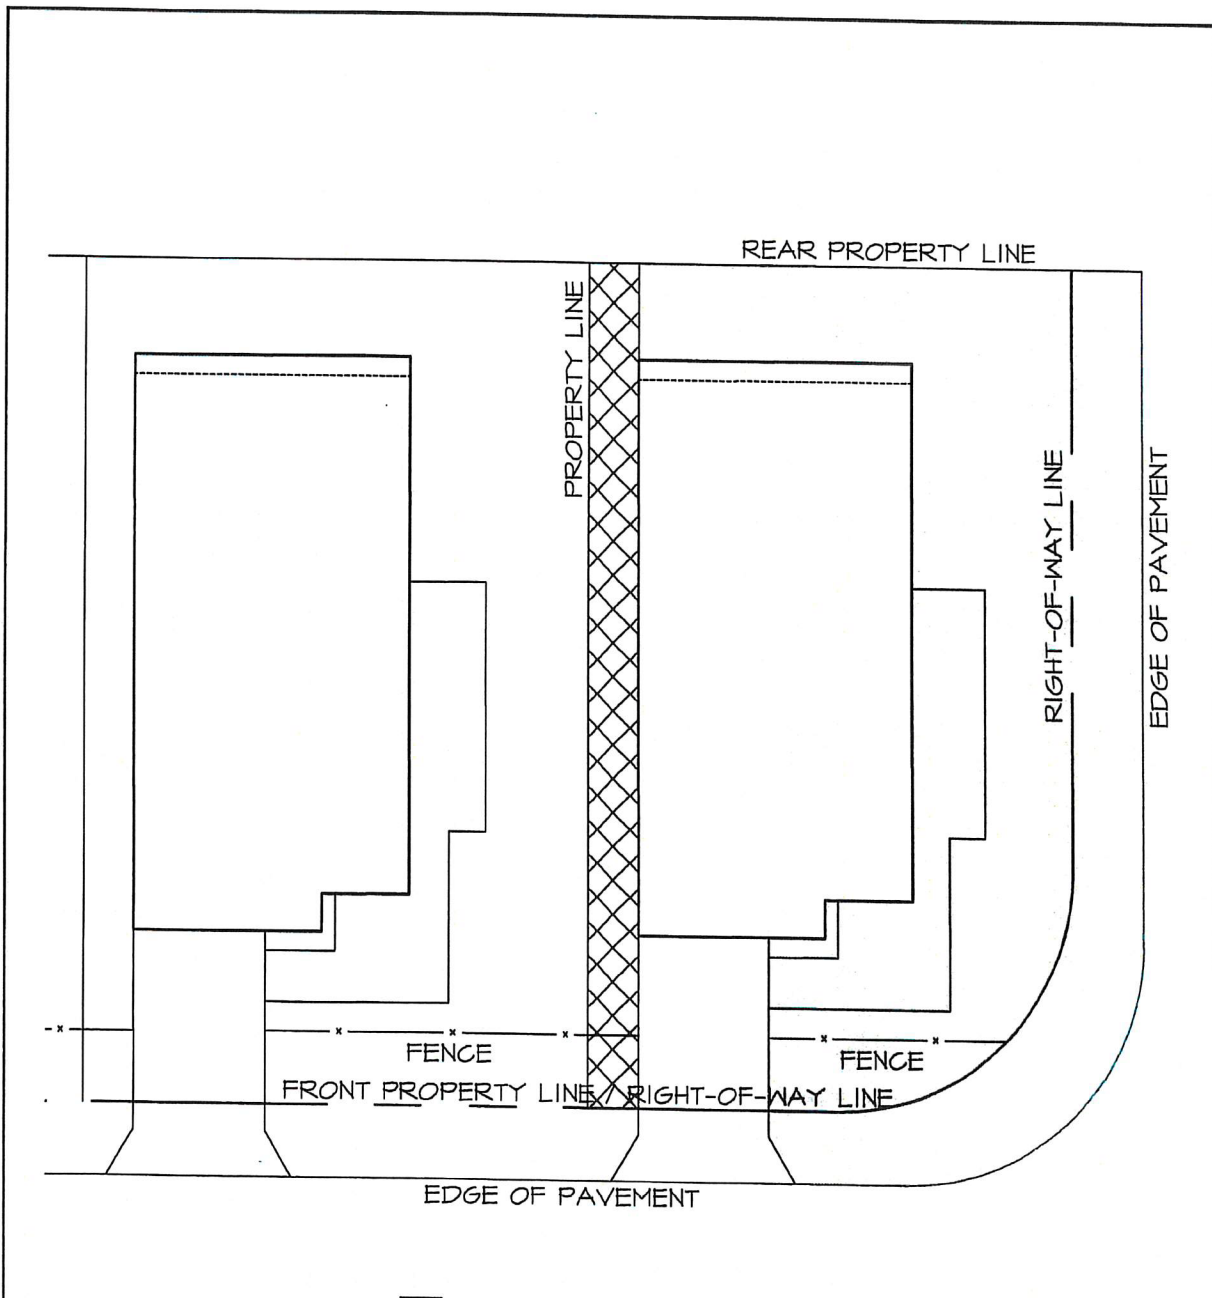 REAR PROPERTY LINE
PROPERTY LINE
RIGHT-OF-WAY LINE
EDGE OF PAVEMENT
FENCE
FENCE
FRONT PROPERTY LINE / RIGHT-OF-WAY LINE
EDGE OF PAVEMENT